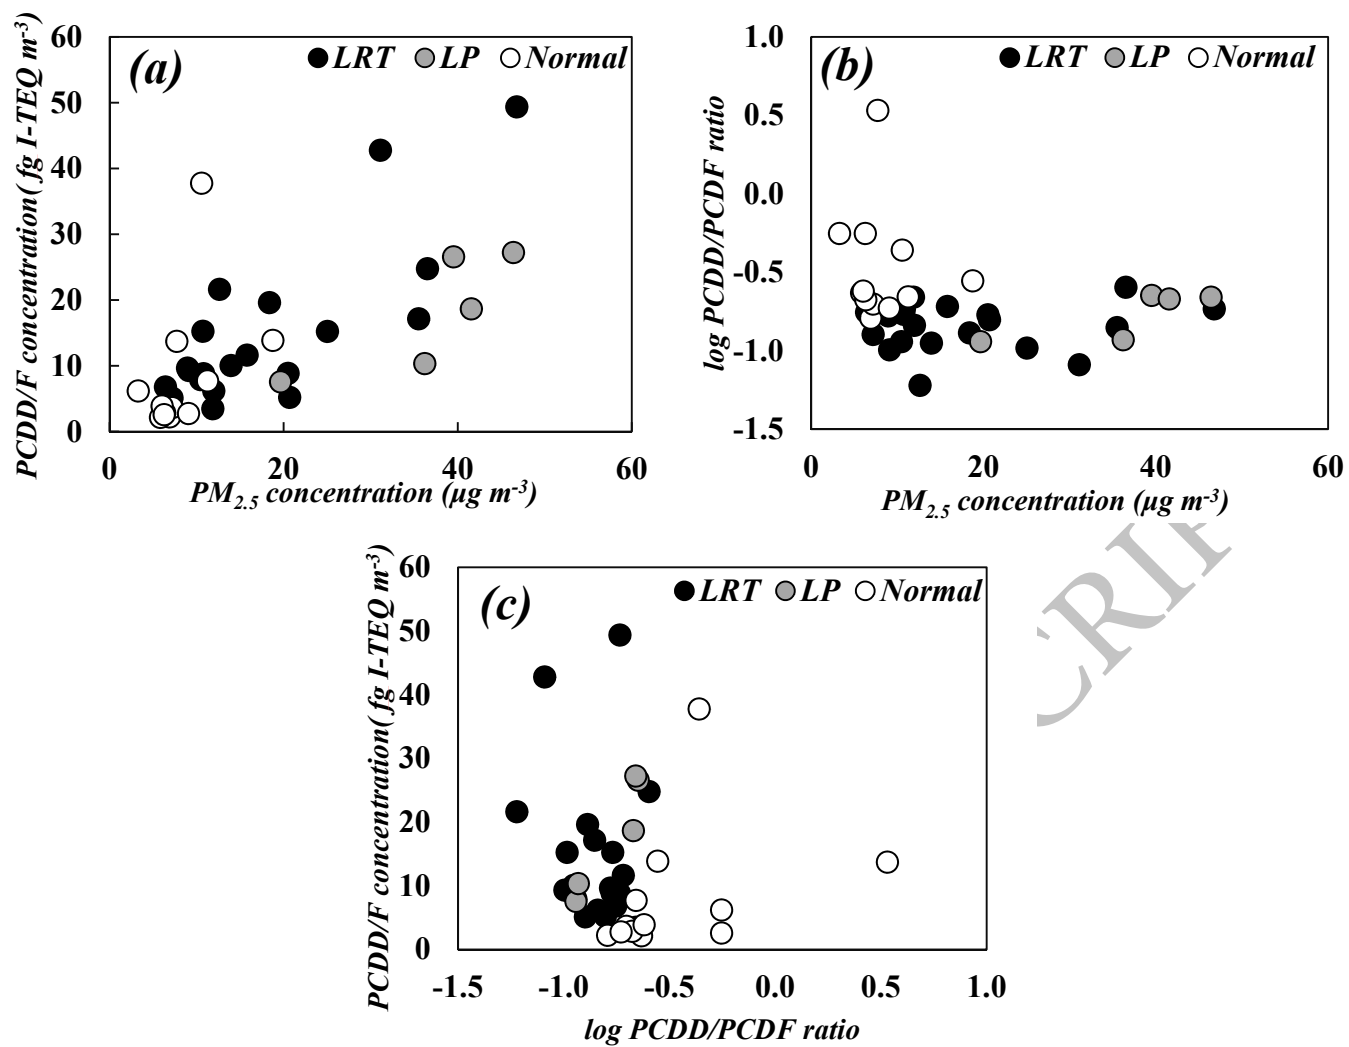 (a)
LRT LP Normal
60
50
40
30
20
10
0
0 20 40 60
PCDD/F concentration( fg I-TEQ m-3)
PM2.5 concentration (μg m-3)
(b)
LRT LP Normal
1.0
0.5
0.0
-0.5
-1.0
-1.5
0 20 40 60
log PCDD/PCDF ratio
PM2.5 concentration (μg m-3)
(c)
LRT LP Normal
60
50
40
30
20
10
0
-1.5 -1.0 -0.5 0.0 0.5 1.0
PCDD/F concentration( fg I-TEQ m-3)
log PCDD/PCDF ratio
CRIP